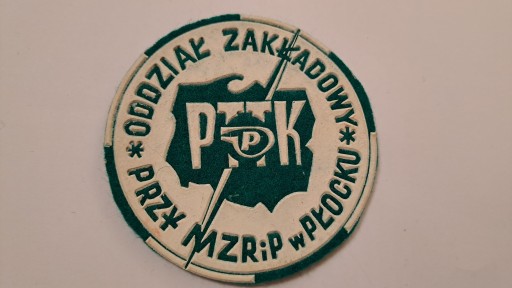 * ODDZIAŁ ZAKŁADOWY *
PTTK
P
PRZY MZRiP w PŁOCKU